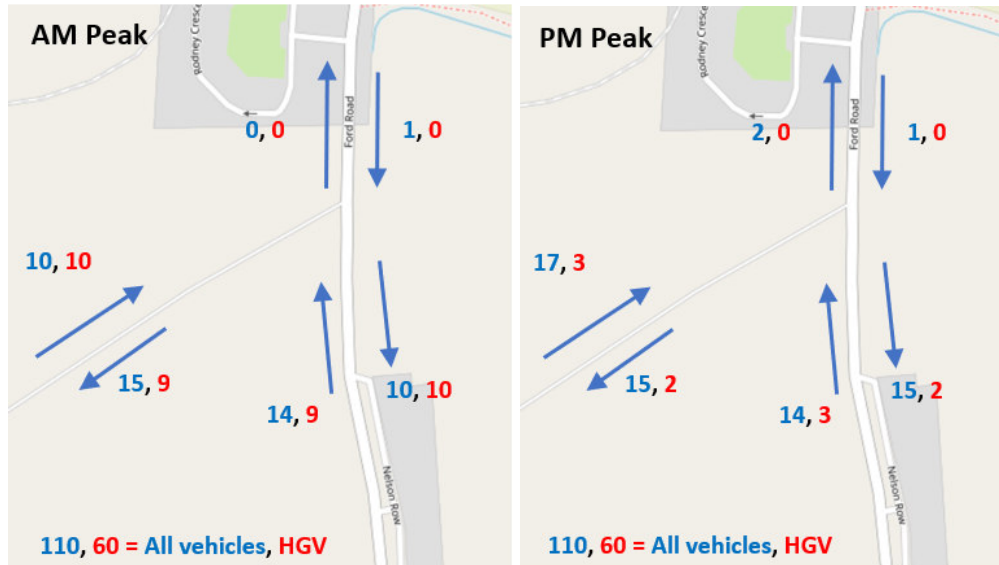 AM Peak
Rodney Cresce
Ford Road
0, 0
1, 0
10, 10
15, 9
14, 9
10, 10
Nelson Row
110, 60 = All vehicles, HGV
PM Peak
Rodney Cresce
Ford Road
2, 0
1, 0
17, 3
15, 2
14, 3
15, 2
Nelson Row
110, 60 = All vehicles, HGV